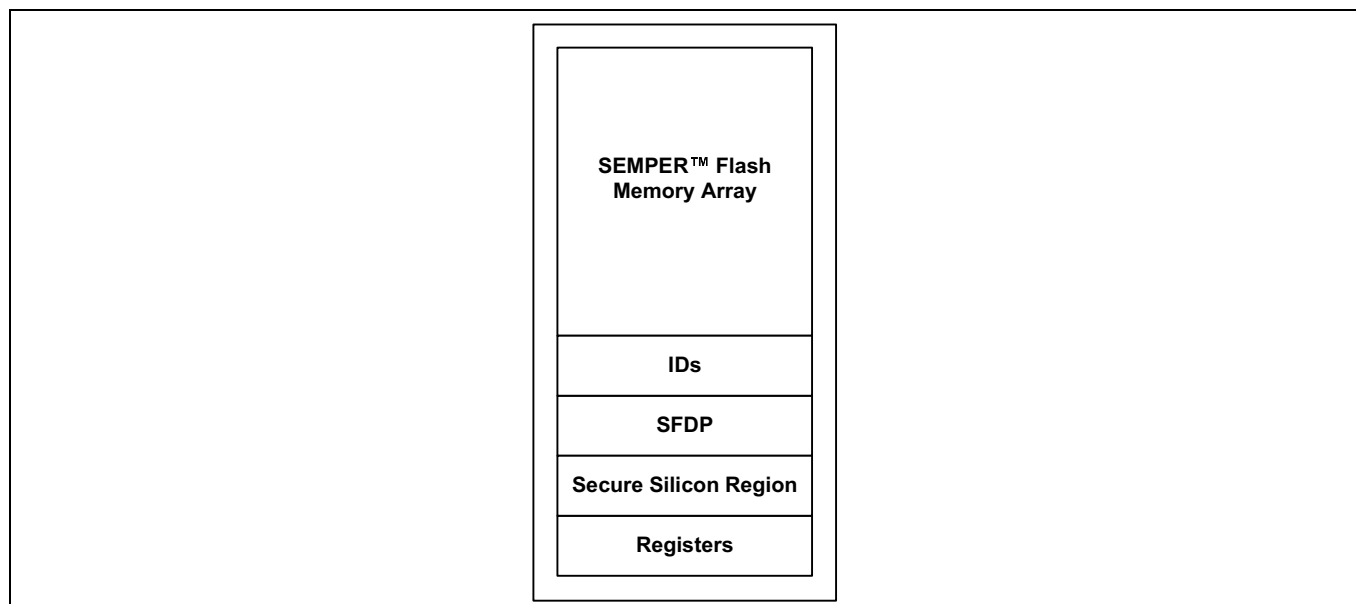 SEMPER™ Flash
Memory Array
IDs
SFDP
Secure Silicon Region
Registers